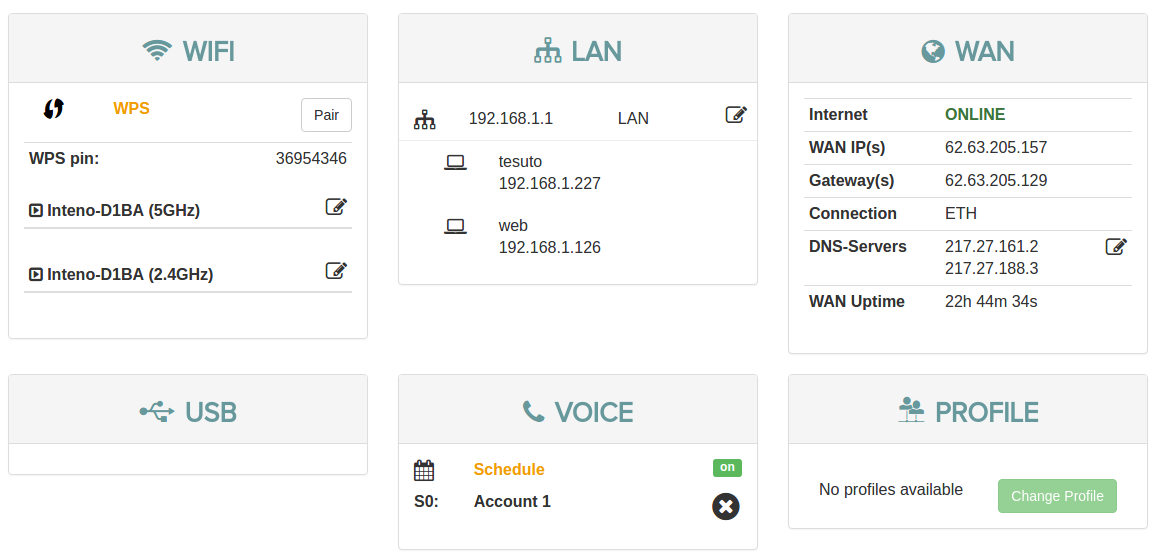 WIFI
WPS
Pair
WPS pin: 36954346
Inteno-D1BA (5GHz)
Inteno-D1BA (2.4GHz)
LAN
192.168.1.1 LAN
tesuto
192.168.1.227
web
192.168.1.126
WAN
Internet ONLINE
WAN IP(s) 62.63.205.157
Gateway(s) 62.63.205.129
Connection ETH
DNS-Servers 217.27.161.2
217.27.188.3
WAN Uptime 22h 44m 34s
USB
VOICE
Schedule on
S0: Account 1
PROFILE
No profiles available Change Profile